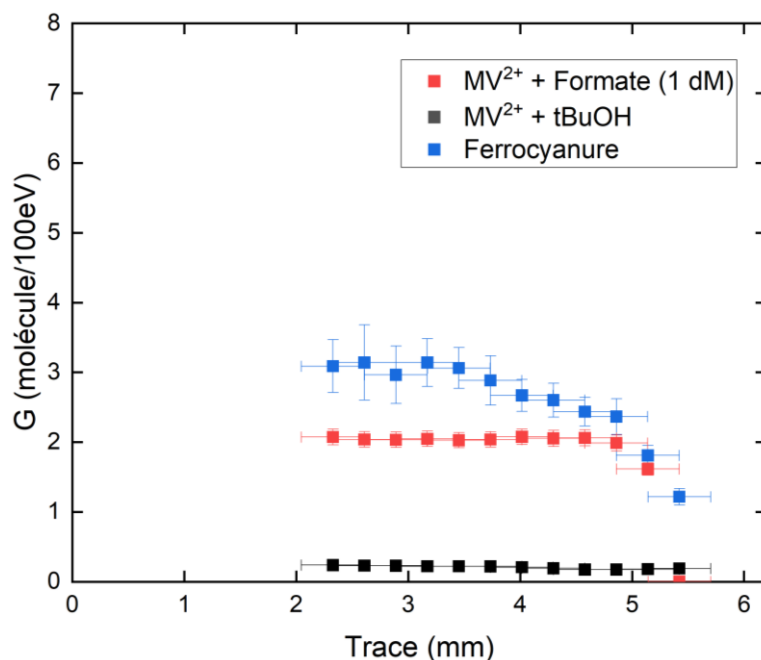 8
7
6
5
4
3
2
1
0
G (molécule/100eV)
MV²⁺ + Formate (1 dM)
MV²⁺ + tBuOH
Ferrocyanure
0 1 2 3 4 5 6
Trace (mm)